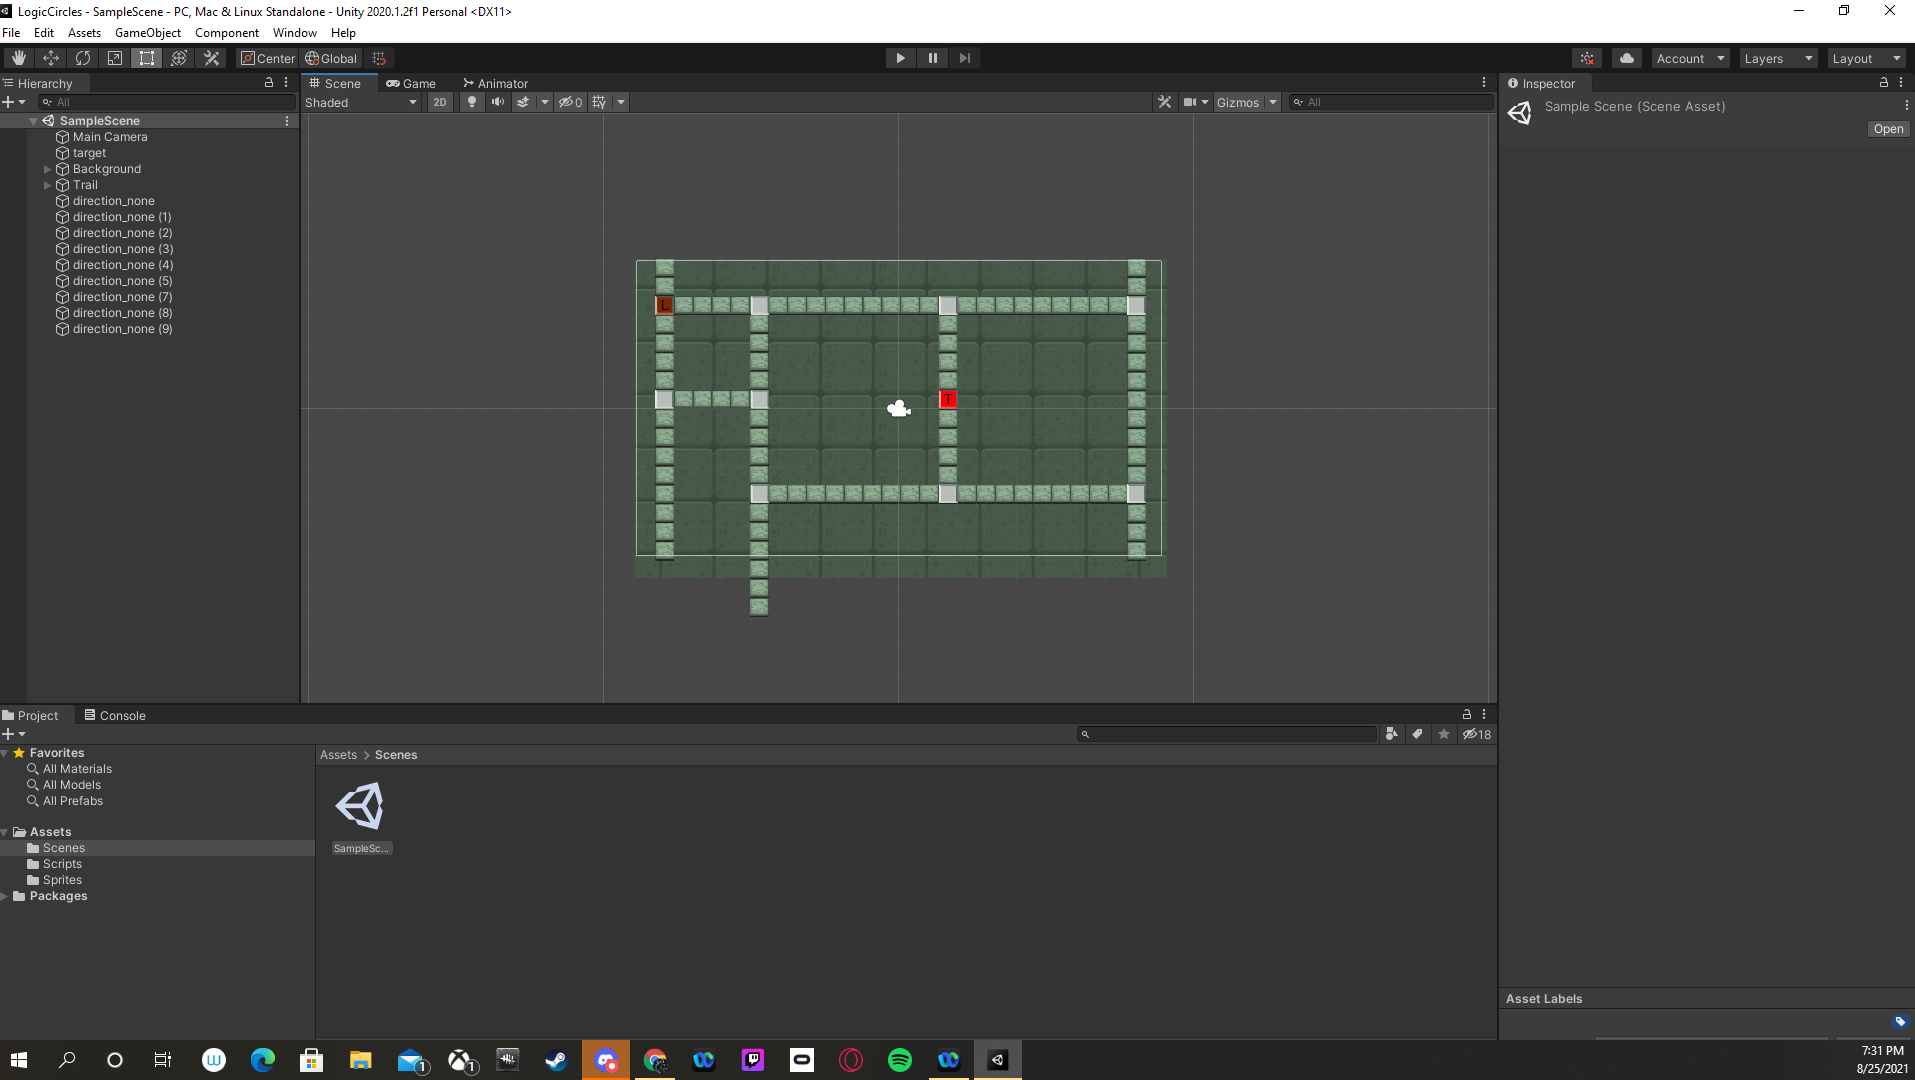 LogicCircles - SampleScene - PC, Mac & Linux Standalone - Unity 2020.1.2f1 Personal <DX11>
File Edit Assets GameObject Component Window Help
Center Global Account Layers Layout
Hierarchy Scene Game Animator Inspector
All Shaded 2D 0 Gizmos All
Sample Scene (Scene Asset)
Open
SampleScene
Main Camera
target
Background
Trail
direction_none
direction_none (1)
direction_none (2)
direction_none (3)
direction_none (4)
direction_none (5)
direction_none (7)
direction_none (8)
direction_none (9)
L
T
Project Console
18
Favorites
All Materials
All Models
All Prefabs
Assets
Scenes
Scripts
Sprites
Packages
Assets > Scenes
SampleSc...
Asset Labels
1 1
7:31 PM
8/25/2021